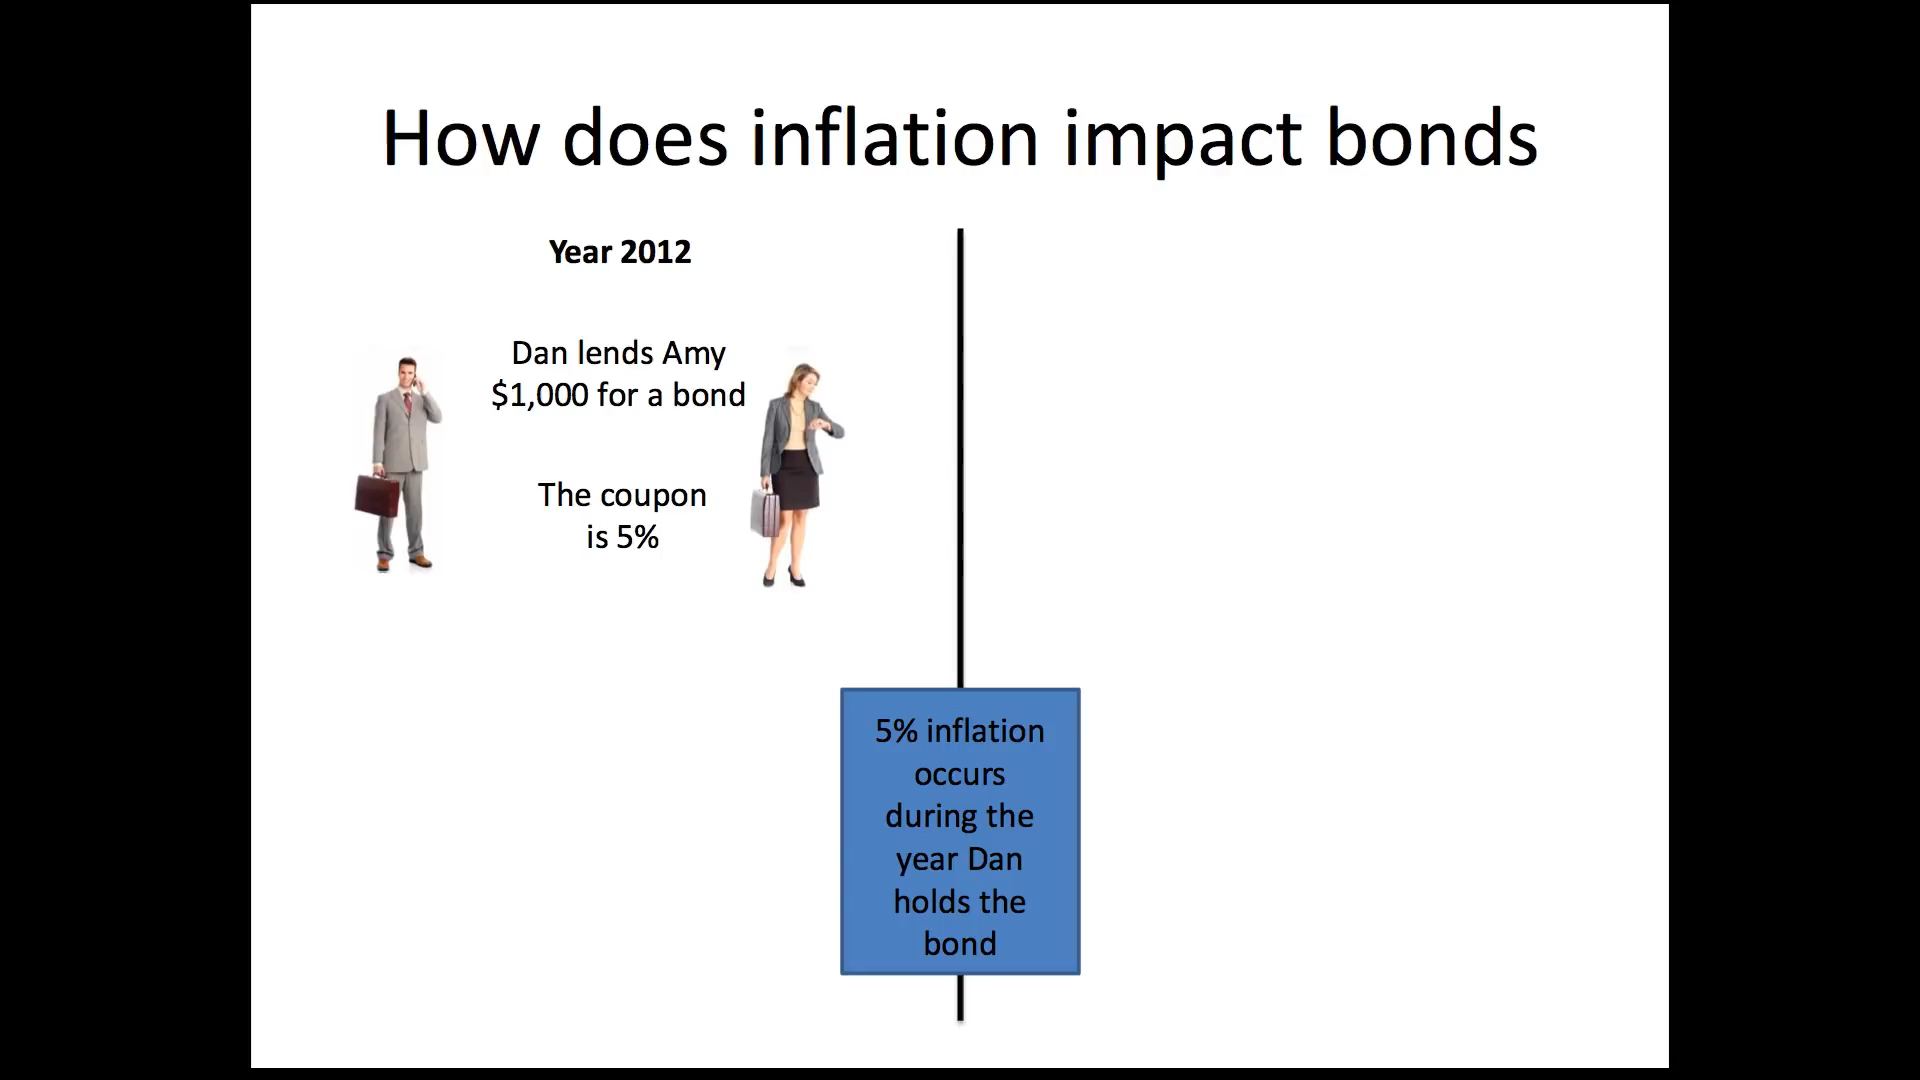 How does inflation impact bonds
Year 2012
Dan lends Amy
$1,000 for a bond
The coupon
is 5%
5% inflation
occurs
during the
year Dan
holds the
bond